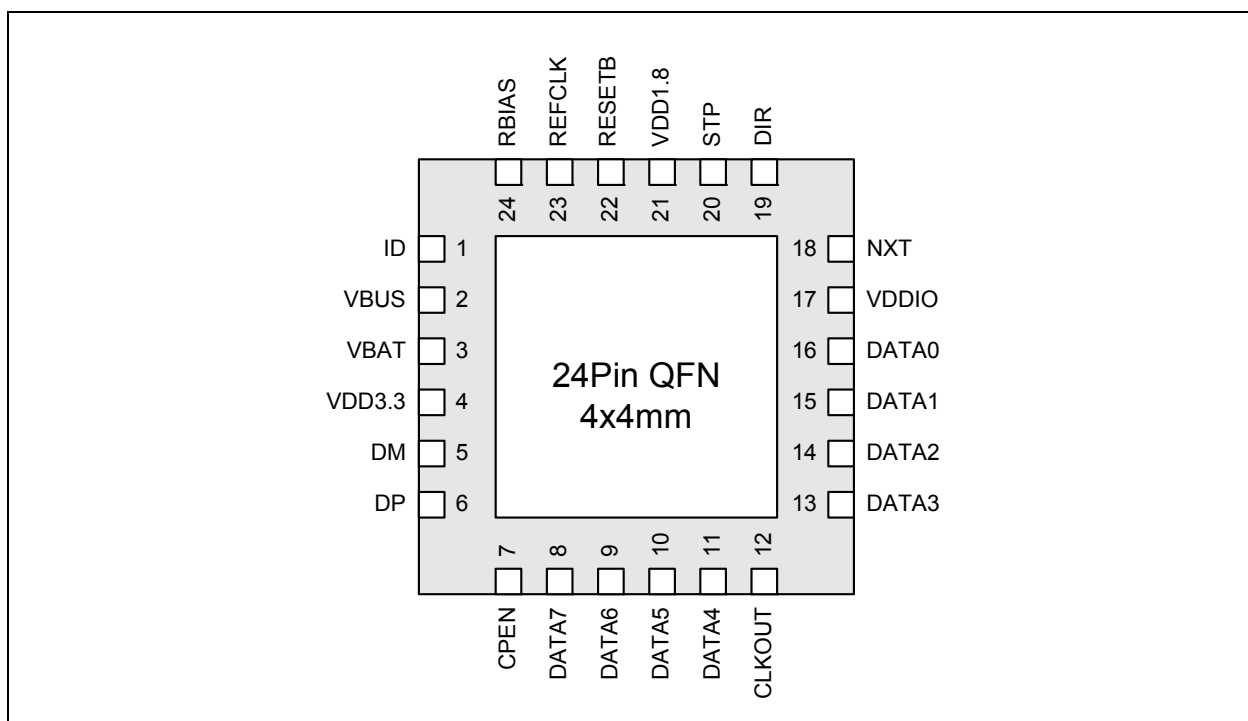 RBIAS
REFCLK
RESETB
VDD1.8
STP
DIR
24
23
22
21
20
19
ID 1
VBUS 2
VBAT 3
VDD3.3 4
DM 5
DP 6
24Pin QFN
4x4mm
18 NXT
17 VDDIO
16 DATA0
15 DATA1
14 DATA2
13 DATA3
7
8
9
10
11
12
CPEN
DATA7
DATA6
DATA5
DATA4
CLKOUT